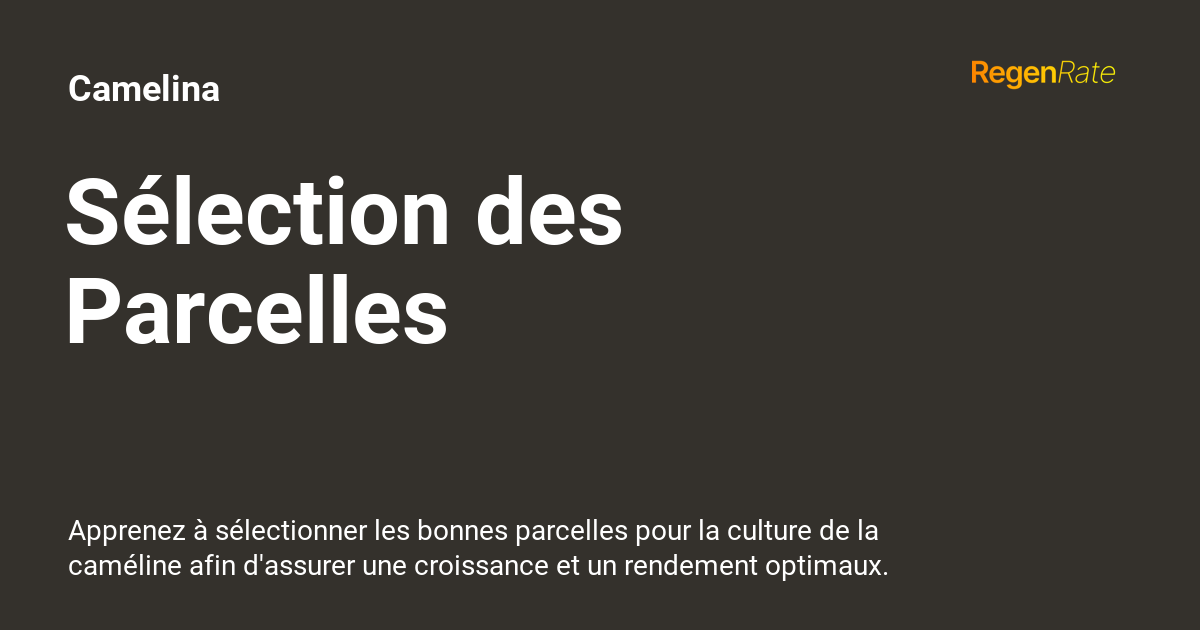 Camelina
RegenRate
Sélection des
Parcelles
Apprenez à sélectionner les bonnes parcelles pour la culture de la
caméline afin d'assurer une croissance et un rendement optimaux.